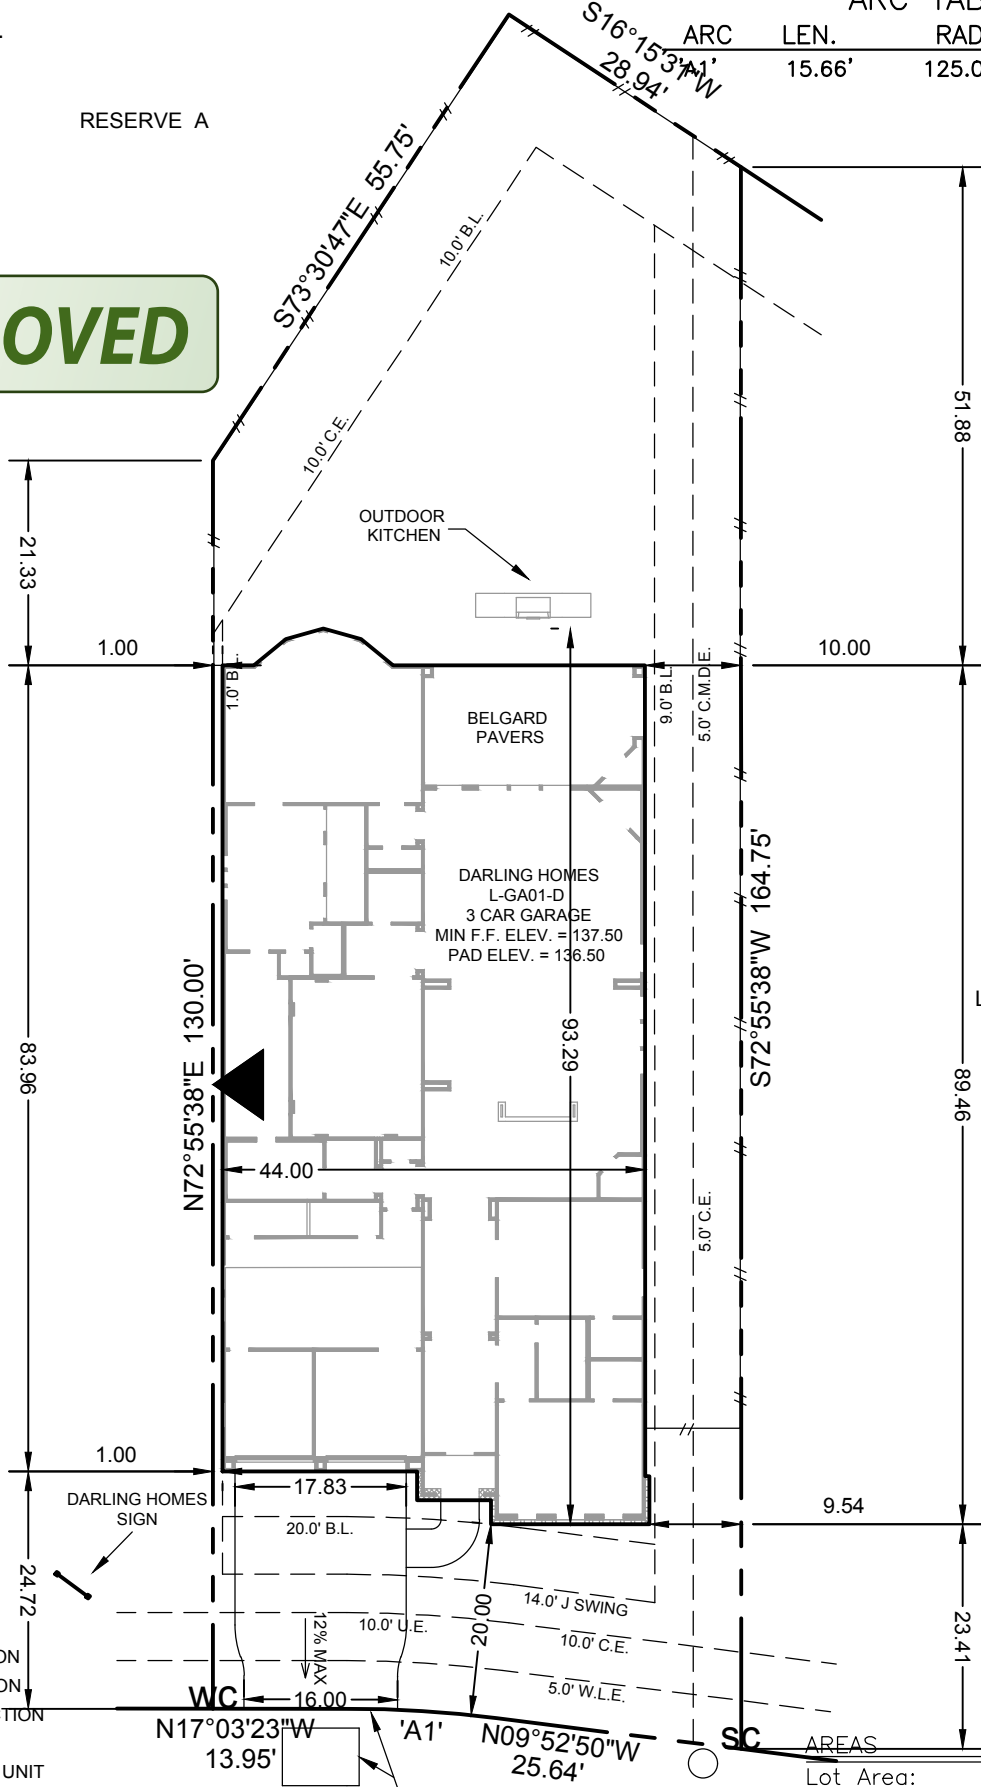 ARC TAB
ARC LEN. RAD
'A1' 15.66' 125.0
S16°15'37"W
28.94'
RESERVE A
S73°30'47"E 55.75'
10.0' B.L.
OVED
10.0' C.E.
51.88
OUTDOOR
KITCHEN
21.33
1.00
10.00
1.0' B.L.
9.0' B.L.
5.0' C.M.D.E.
BELGARD
PAVERS
DARLING HOMES
L-GA01-D
3 CAR GARAGE
MIN F.F. ELEV. = 137.50
PAD ELEV. = 136.50
S72°55'38"W 164.75'
N72°55'38"E 130.00'
L
83.96
93.29
89.46
44.00
5.0' C.E.
1.00
17.83
DARLING HOMES
SIGN
9.54
20.0' B.L.
24.72
14.0' J SWING
10.0' U.E.
20.00
10.0' C.E.
12% MAX
23.41
5.0' W.L.E.
ON
ON
TION
WC
16.00
N17°03'23"W
13.95'
'A1'
N09°52'50"W
25.64'
SC
UNIT
AREAS
Lot Area: